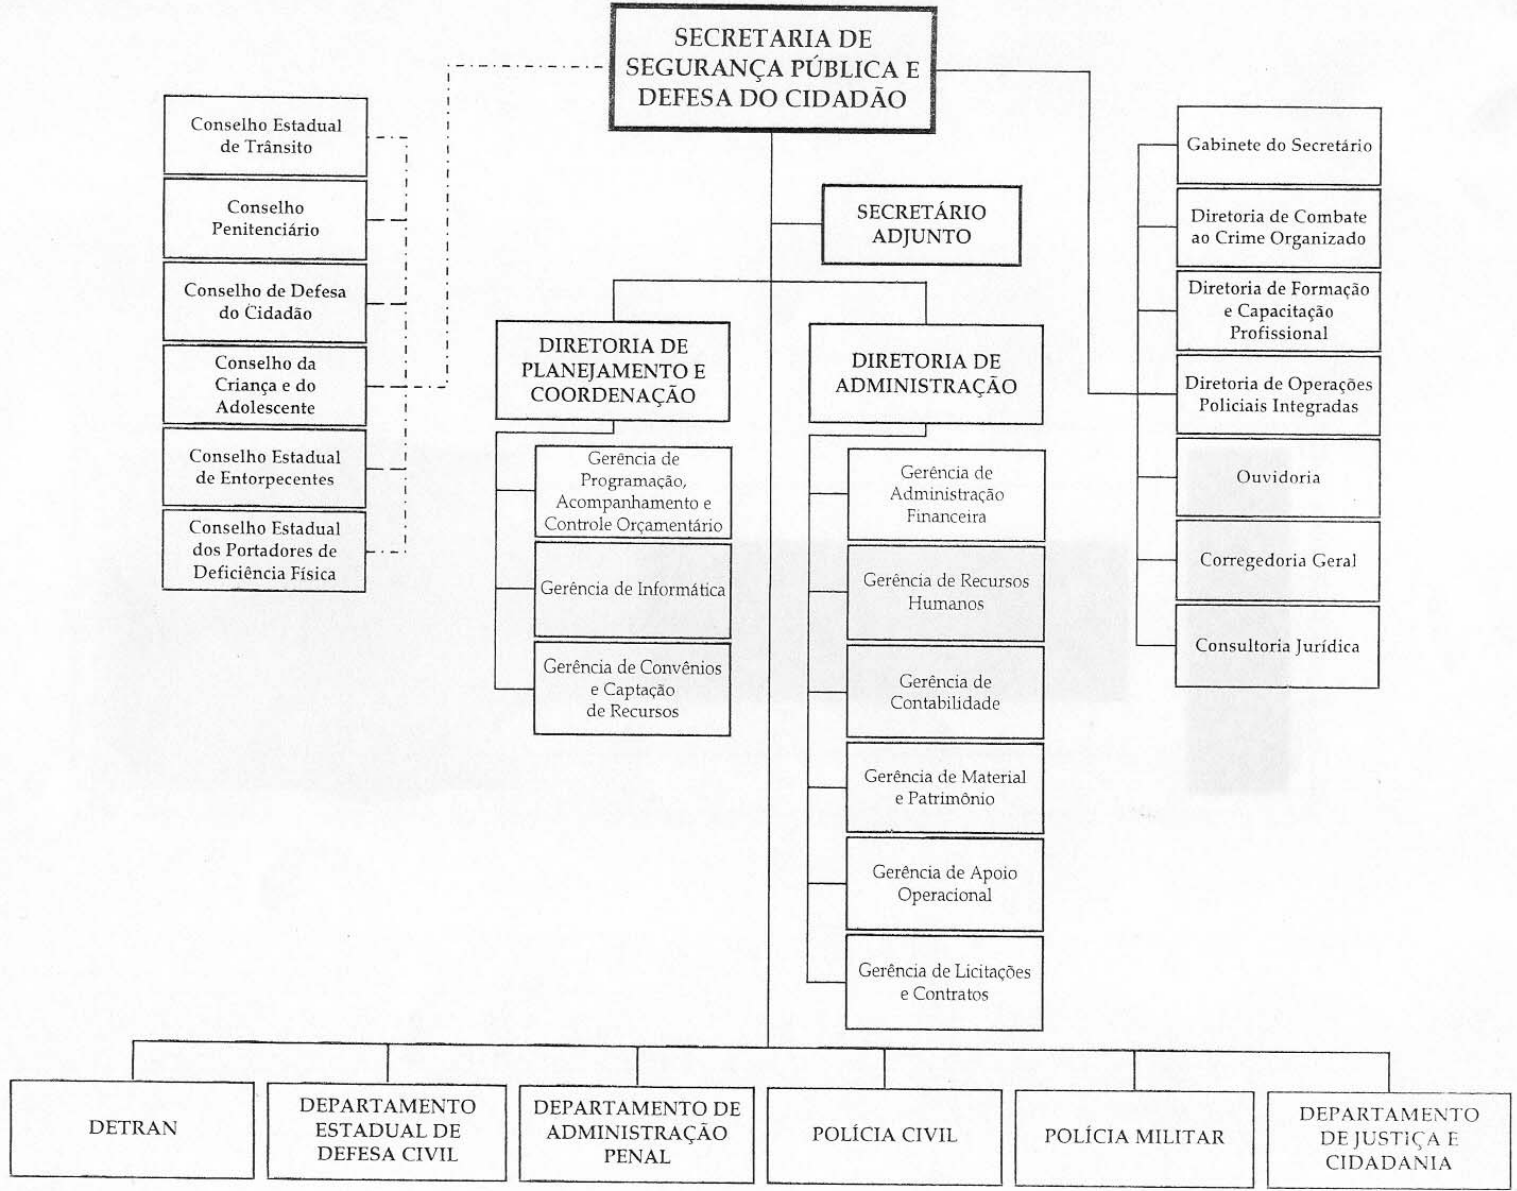 SECRETARIA DE
SEGURANÇA PÚBLICA E
DEFESA DO CIDADÃO
Conselho Estadual
de Trânsito
Conselho
Penitenciário
Conselho de Defesa
do Cidadão
Conselho da
Criança e do
Adolescente
Conselho Estadual
de Entorpecentes
Conselho Estadual
dos Portadores de
Deficiência Física
SECRETÁRIO
ADJUNTO
DIRETORIA DE
PLANEJAMENTO E
COORDENAÇÃO
Gerência de
Programação,
Acompanhamento e
Controle Orçamentário
Gerência de Informática
Gerência de Convênios
e Captação
de Recursos
DIRETORIA DE
ADMINISTRAÇÃO
Gerência de
Administração
Financeira
Gerência de Recursos
Humanos
Gerência de
Contabilidade
Gerência de Material
e Patrimônio
Gerência de Apoio
Operacional
Gerência de Licitações
e Contratos
Gabinete do Secretário
Diretoria de Combate
ao Crime Organizado
Diretoria de Formação
e Capacitação
Profissional
Diretoria de Operações
Policiais Integradas
Ouvidoria
Corregedoria Geral
Consultoria Jurídica
DETRAN
DEPARTAMENTO
ESTADUAL DE
DEFESA CIVIL
DEPARTAMENTO DE
ADMINISTRAÇÃO
PENAL
POLÍCIA CIVIL
POLÍCIA MILITAR
DEPARTAMENTO
DE JUSTIÇA E
CIDADANIA